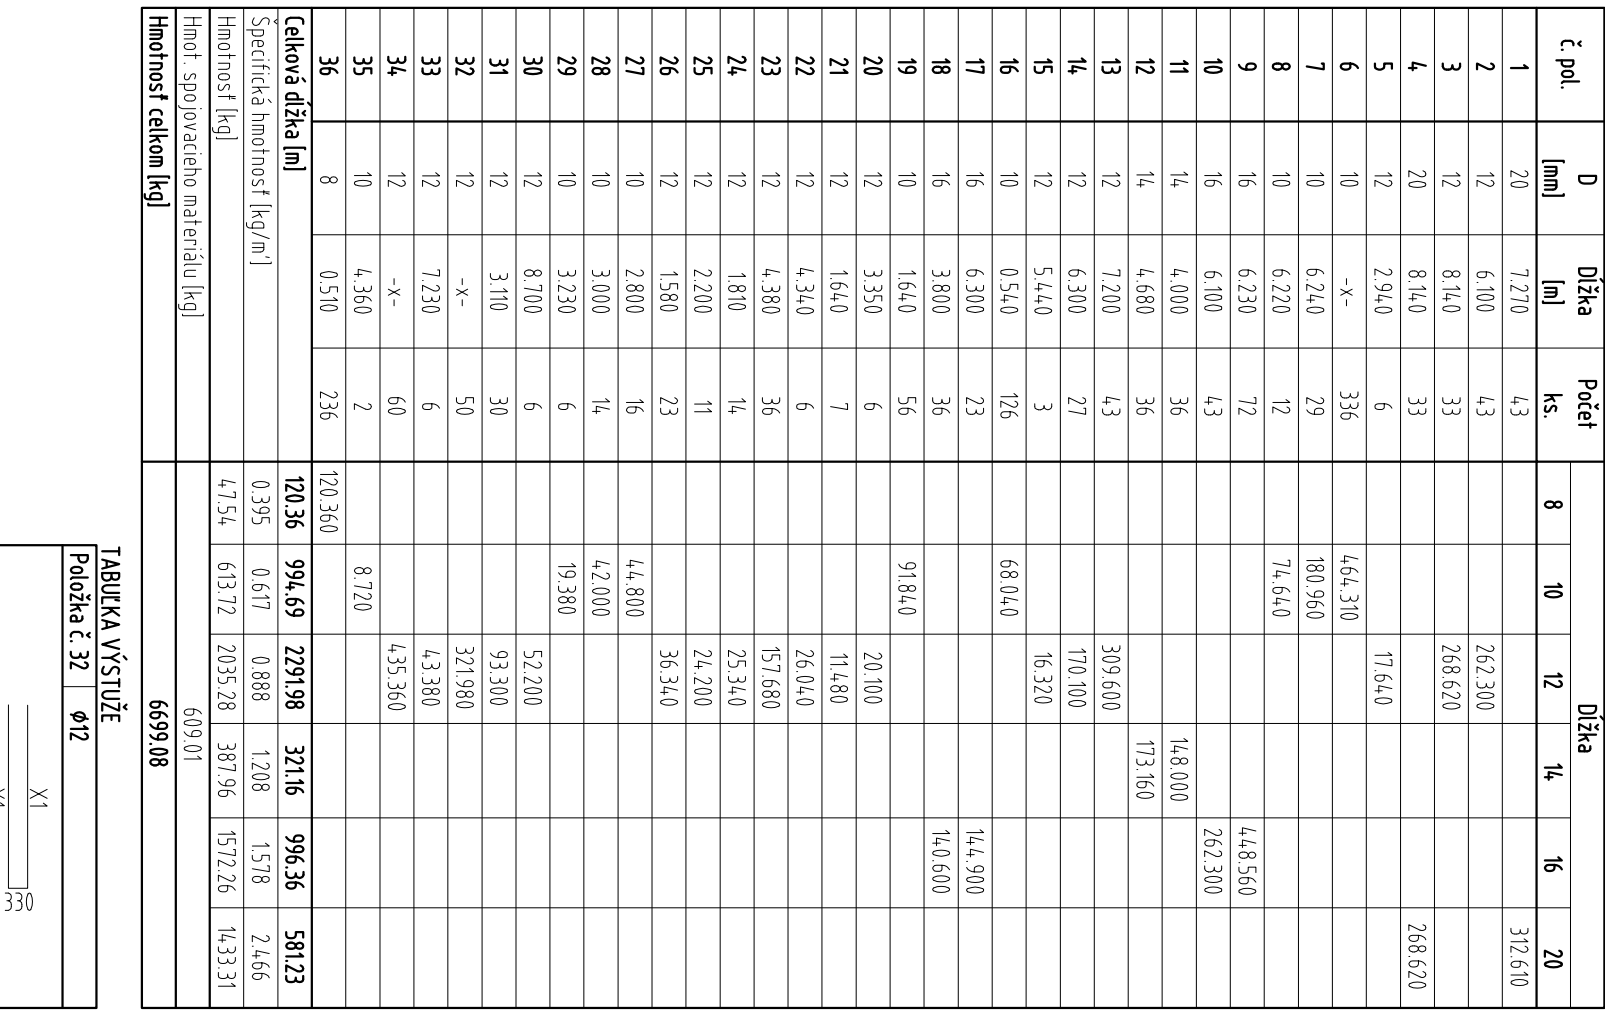 č. pol. D Dĺžka Počet Dĺžka
[mm] [m] ks. 8 10 12 14 16 20
1 20 7.270 43 312.610
2 12 6.100 43 262.300
3 12 8.140 33 268.620
4 20 8.140 33 268.620
5 12 2.940 6 17.640
6 10 -x- 336 464.310
7 10 6.240 29 180.960
8 10 6.220 12 74.640
9 16 6.230 72 448.560
10 16 6.100 43 262.300
11 14 4.000 36 148.000
12 14 4.680 36 173.160
13 12 7.200 43 309.600
14 12 6.300 27 170.100
15 12 5.440 3 16.320
16 10 0.540 126 68.040
17 16 6.300 23 144.900
18 16 3.800 36 140.600
19 10 1.640 56 91.840
20 12 3.350 6 20.100
21 12 1.640 7 11.480
22 12 4.340 6 26.040
23 12 4.380 36 157.680
24 12 1.810 14 25.340
25 12 2.200 11 24.200
26 12 1.580 23 36.340
27 10 2.800 16 44.800
28 10 3.000 14 42.000
29 10 3.230 6 19.380
30 12 8.700 6 52.200
31 12 3.110 30 93.300
32 12 -x- 50 321.980
33 12 7.230 6 43.380
34 12 -x- 60 435.360
35 10 4.360 2 8.720
36 8 0.510 236 120.360
Celková dĺžka [m] 120.36 994.69 2291.98 321.16 996.36 581.23
Špecifická hmotnosť [kg/m'] 0.395 0.617 0.888 1.208 1.578 2.466
Hmotnosť [kg] 47.54 613.72 2035.28 387.96 1572.26 1433.31
Hmot. spojovacieho materiálu [kg] 609.01
Hmotnosť celkom [kg] 6699.08
TABUĽKA VÝSTUŽE
Položka č. 32 ϕ12
X1
330